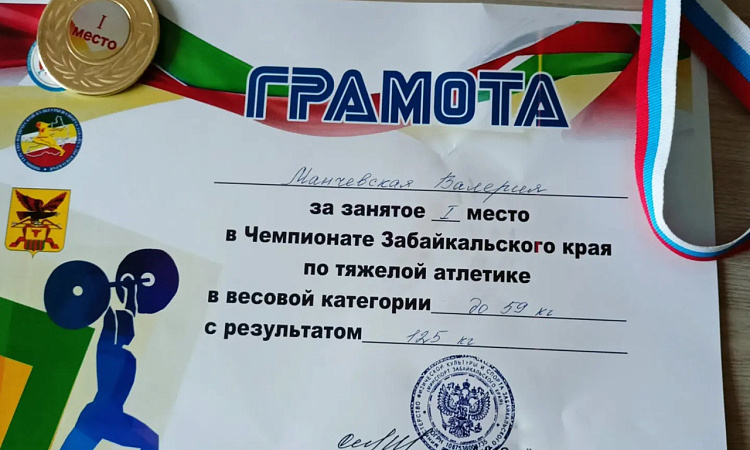 I
место
ГРАМОТА
Манчевская Валерия
за занятое I место
в Чемпионате Забайкальского края
по тяжелой атлетике
в весовой категории до 59 кг
с результатом 125 кг